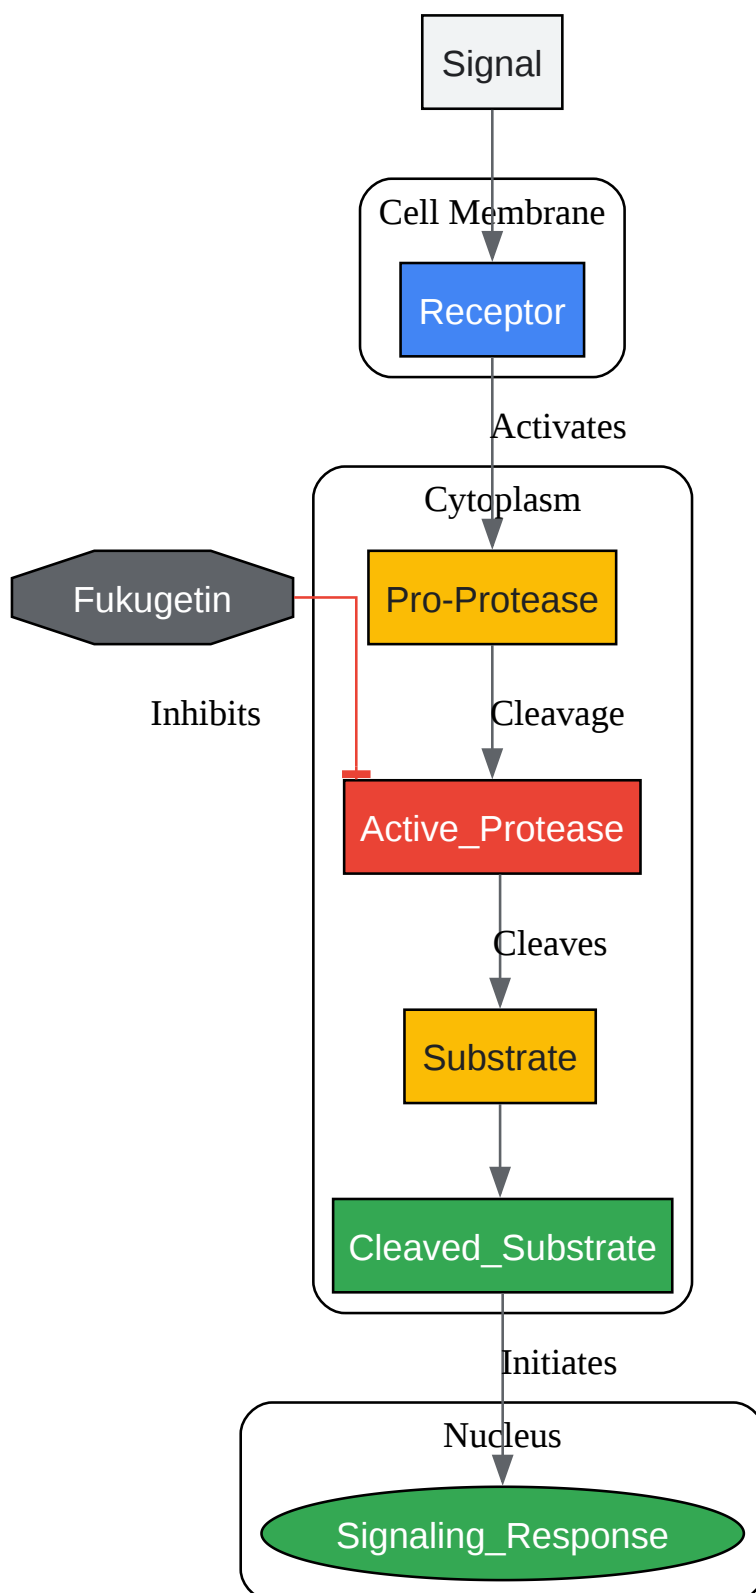 Signal
Cell Membrane
Receptor
Activates
Cytoplasm
Fukugetin
Pro-Protease
Inhibits
Cleavage
Active_Protease
Cleaves
Substrate
Cleaved_Substrate
Initiates
Nucleus
Signaling_Response